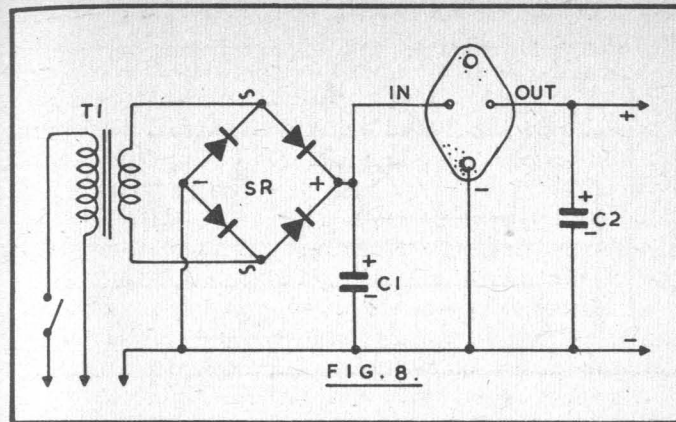 T1
S
- SR +
S
IN OUT
-
+
- C1
+
- C2
+
-
FIG. 8.